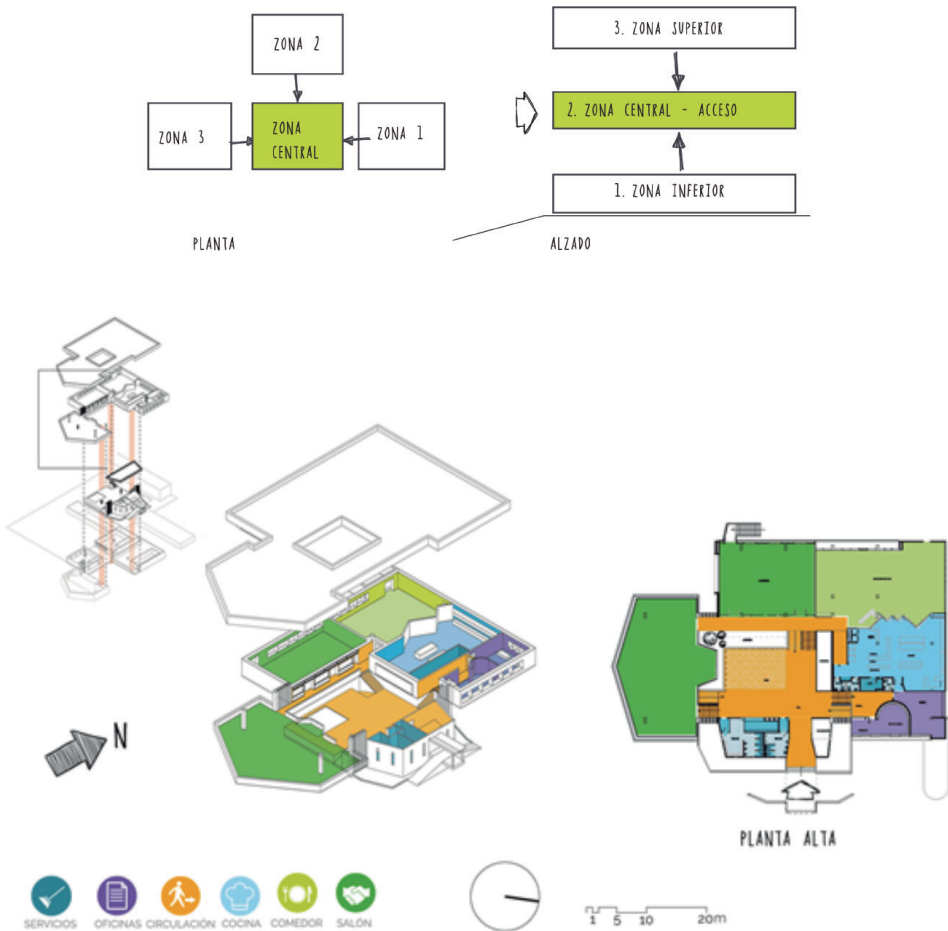 ZONA 2
ZONA 3
ZONA
CENTRAL
ZONA 1
PLANTA
3. ZONA SUPERIOR
2. ZONA CENTRAL - ACCESO
1. ZONA INFERIOR
ALZADO
N
PLANTA ALTA
SERVICIOS
OFICINAS
CIRCULACIÓN
COCINA
COMEDOR
SALÓN
1 5 10 20m